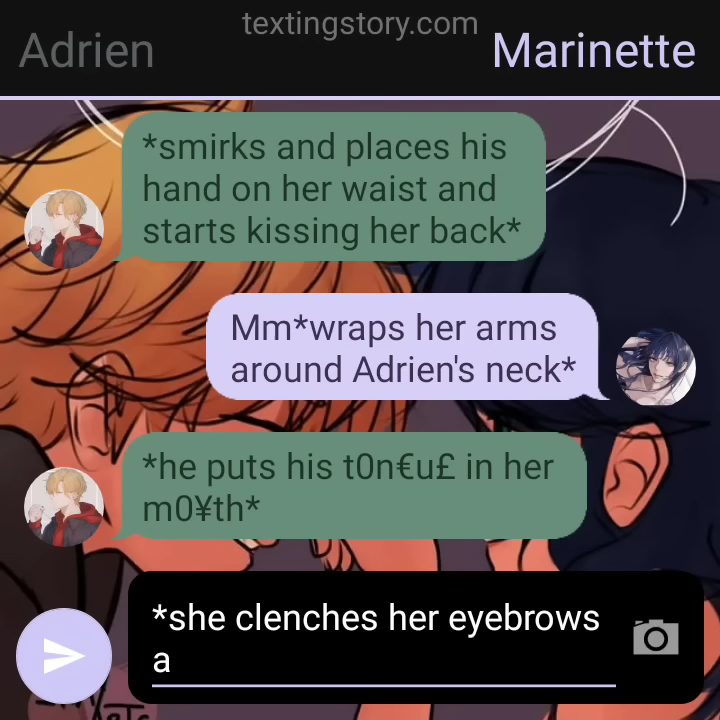 textingstory.com
Adrien
Marinette
*smirks and places his
hand on her waist and
starts kissing her back*
Mm*wraps her arms
around Adrien's neck*
*he puts his t0n€u£ in her
m0¥th*
*she clenches her eyebrows
a